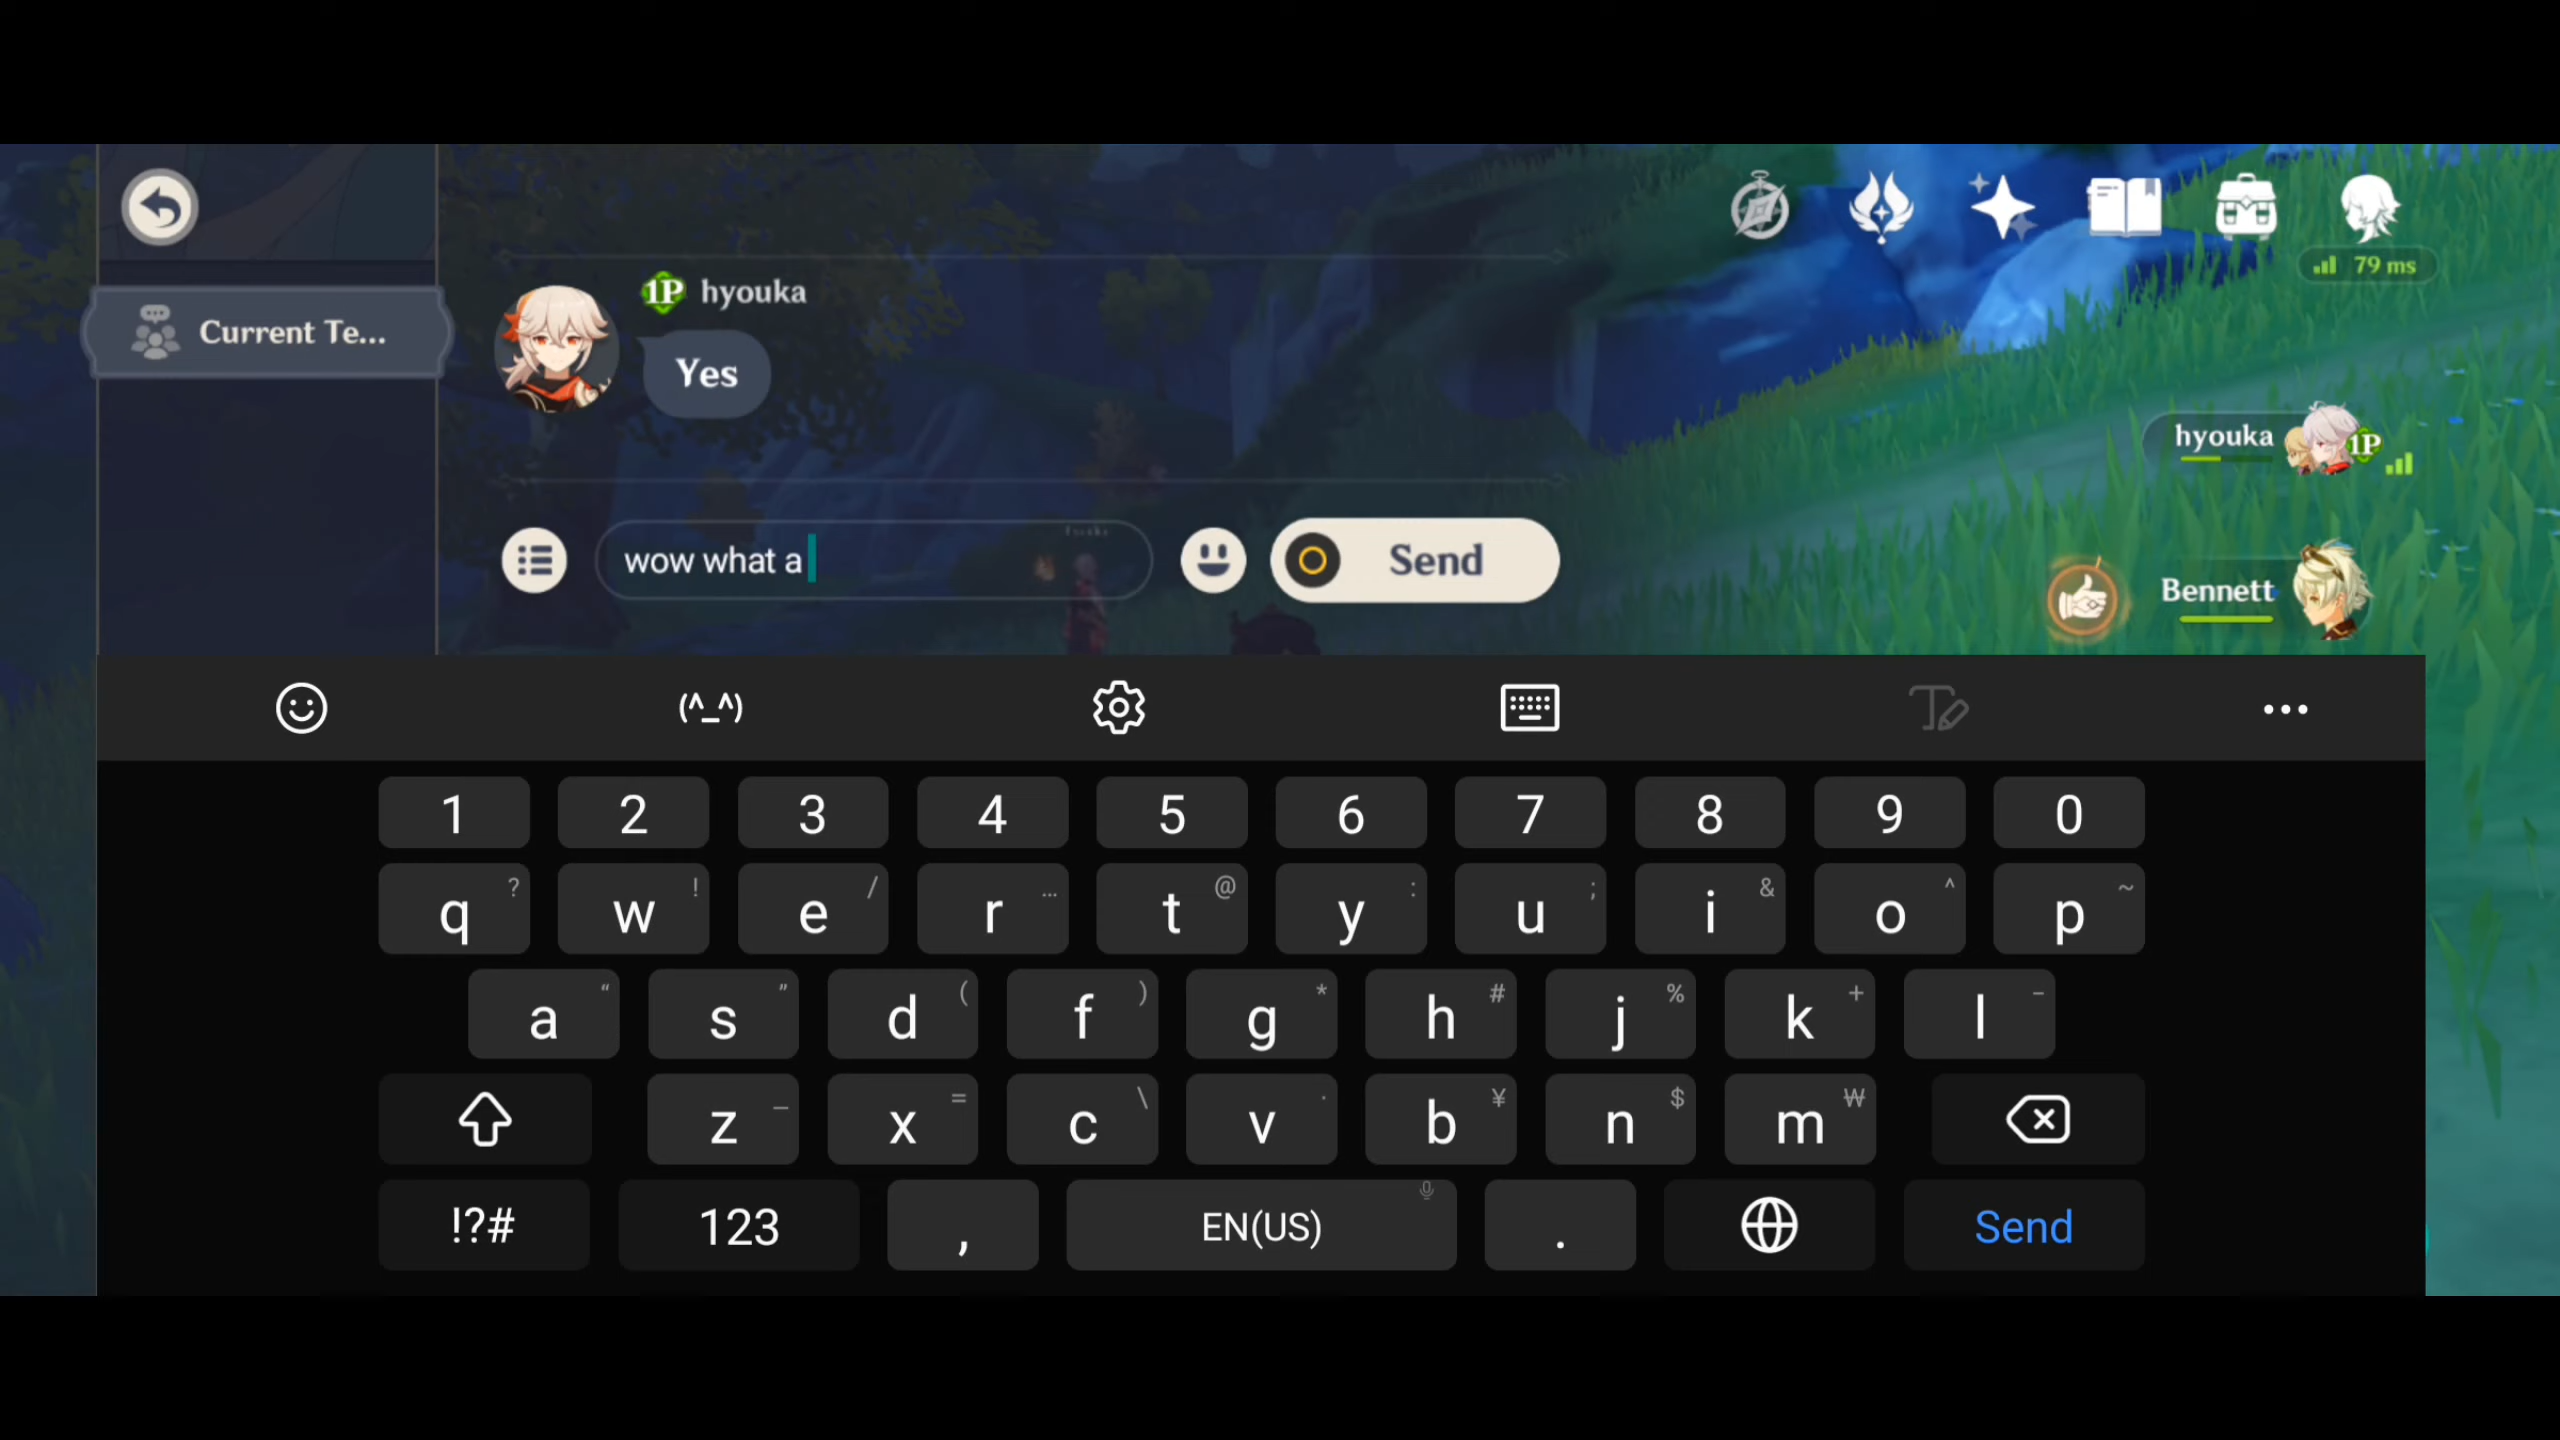 79 ms
Current Te...
1P hyouka
Yes
hyouka 1P
wow what a
Send
Bennett
(^_^)
1 2 3 4 5 6 7 8 9 0
q ? w ! e / r ... t @ y : u ; i & o ^ p ~
a “ s ” d ( f ) g * h # j % k + l -
z _ x = c \ v · b ¥ n $ m ₩
!?# 123 , EN(US) . Send